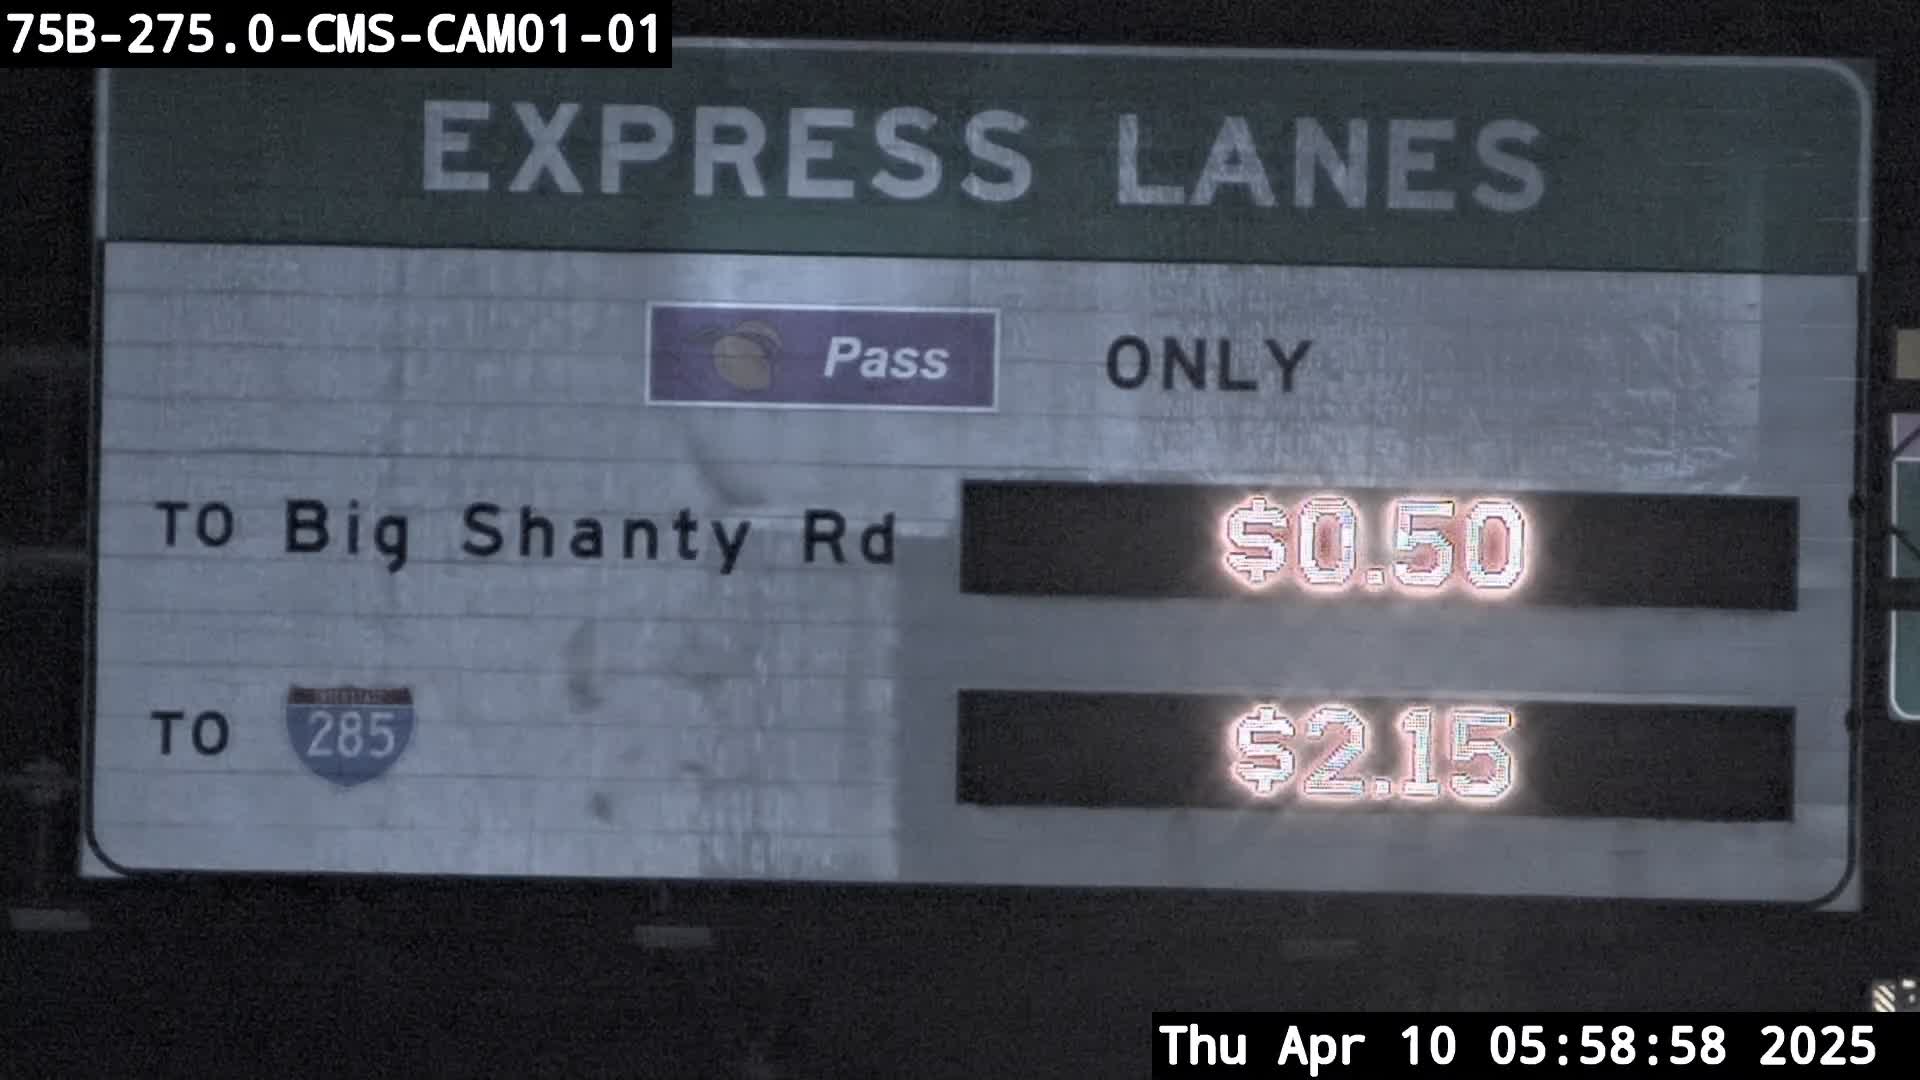 75B-275.0-CMS-CAM01-01
EXPRESS LANES
Pass ONLY
TO Big Shanty Rd $0.50
INTERSTATE
TO 285 $2.15
Thu Apr 10 05:58:58 2025